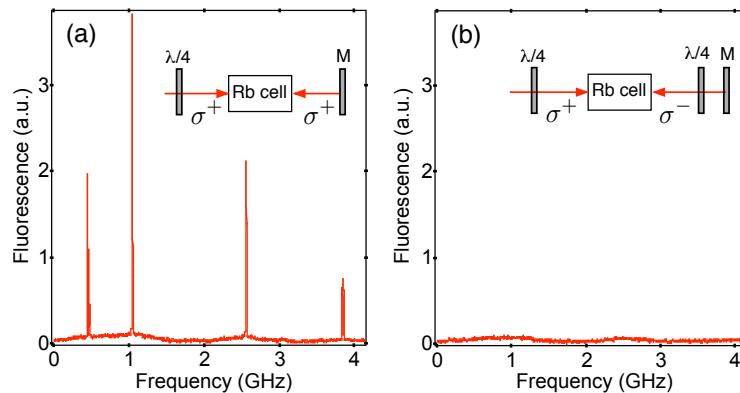 (a)
λ/4
M
Rb cell
σ+
σ+
Fluorescence (a.u.)
3
2
1
0
0
1
2
3
4
Frequency (GHz)
(b)
λ/4
λ/4
M
Rb cell
σ+
σ−
Fluorescence (a.u.)
3
2
1
0
0
1
2
3
4
Frequency (GHz)